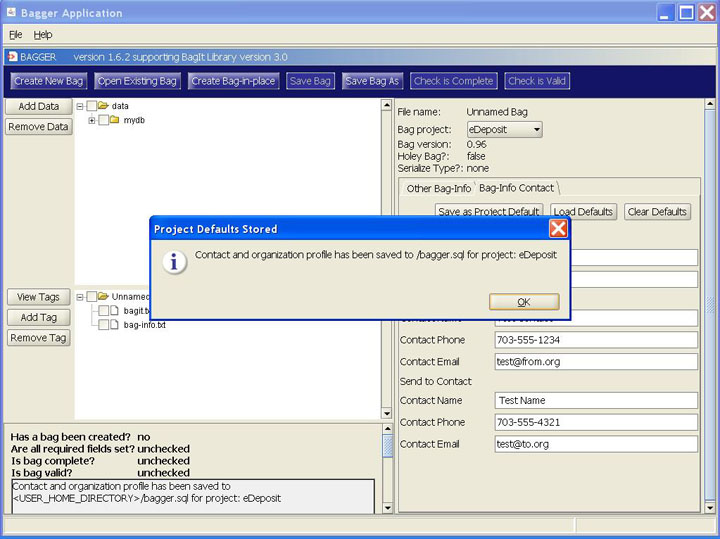 Bagger Application
File Help
BAGGER version 1.6.2 supporting BagIt Library version 3.0
Create New Bag Open Existing Bag Create Bag-in-place Save Bag Save Bag As Check is Complete Check is Valid
Add Data
Remove Data
data
mydb
File name: Unnamed Bag
Bag project: eDeposit
Bag version: 0.96
Holey Bag?: false
Serialize Type?: none
Other Bag-Info Bag-Info Contact
Save as Project Default Load Defaults Clear Defaults
Project Defaults Stored
Contact and organization profile has been saved to /bagger.sql for project: eDeposit
OK
View Tags
Add Tag
Remove Tag
Unnamed
bagit.tx
bag-info.txt
Contact Phone 703-555-1234
Contact Email test@from.org
Send to Contact
Contact Name Test Name
Contact Phone 703-555-4321
Contact Email test@to.org
Has a bag been created? no
Are all required fields set? unchecked
Is bag complete? unchecked
Is bag valid? unchecked
Contact and organization profile has been saved to
<USER_HOME_DIRECTORY>/bagger.sql for project: eDeposit